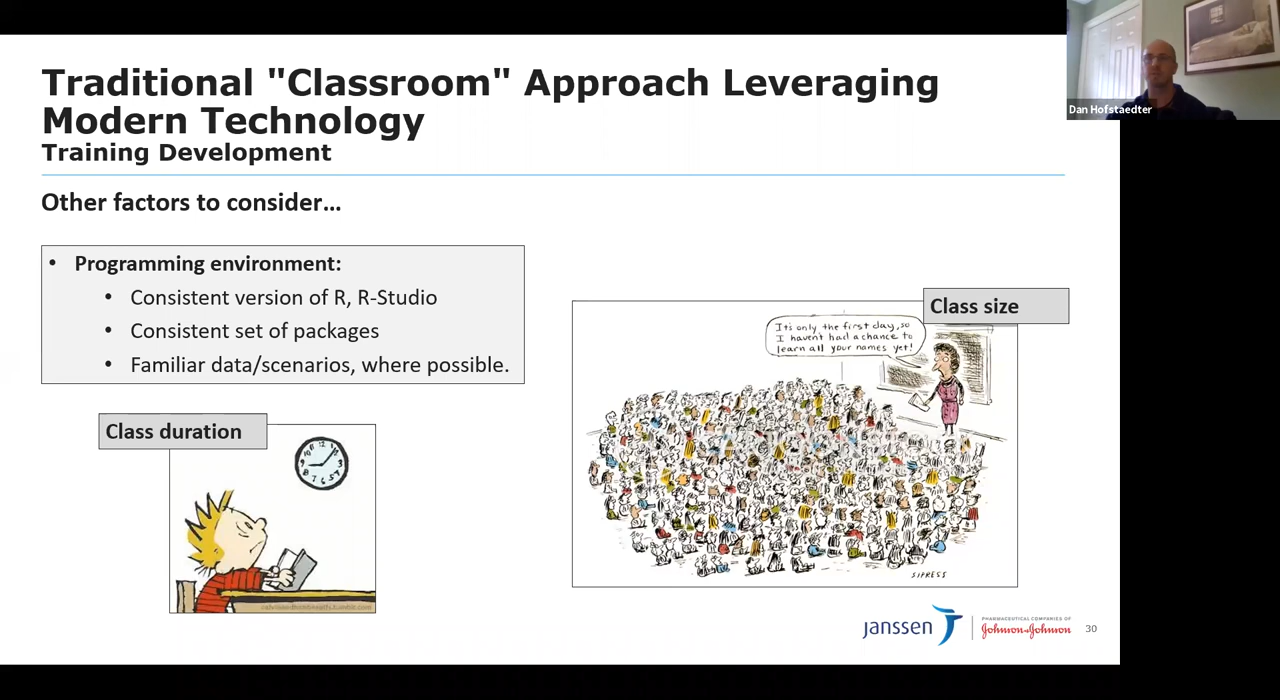 Traditional "Classroom" Approach Leveraging
Modern Technology
Training Development
Other factors to consider…
• Programming environment:
• Consistent version of R, R-Studio
• Consistent set of packages
• Familiar data/scenarios, where possible.
Class duration
Class size
It's only the first day, so
I haven't had a chance to
learn all your names yet!
SIPRESS
janssen
PHARMACEUTICAL COMPANIES OF
Johnson & Johnson
30
Dan Hofstaedter